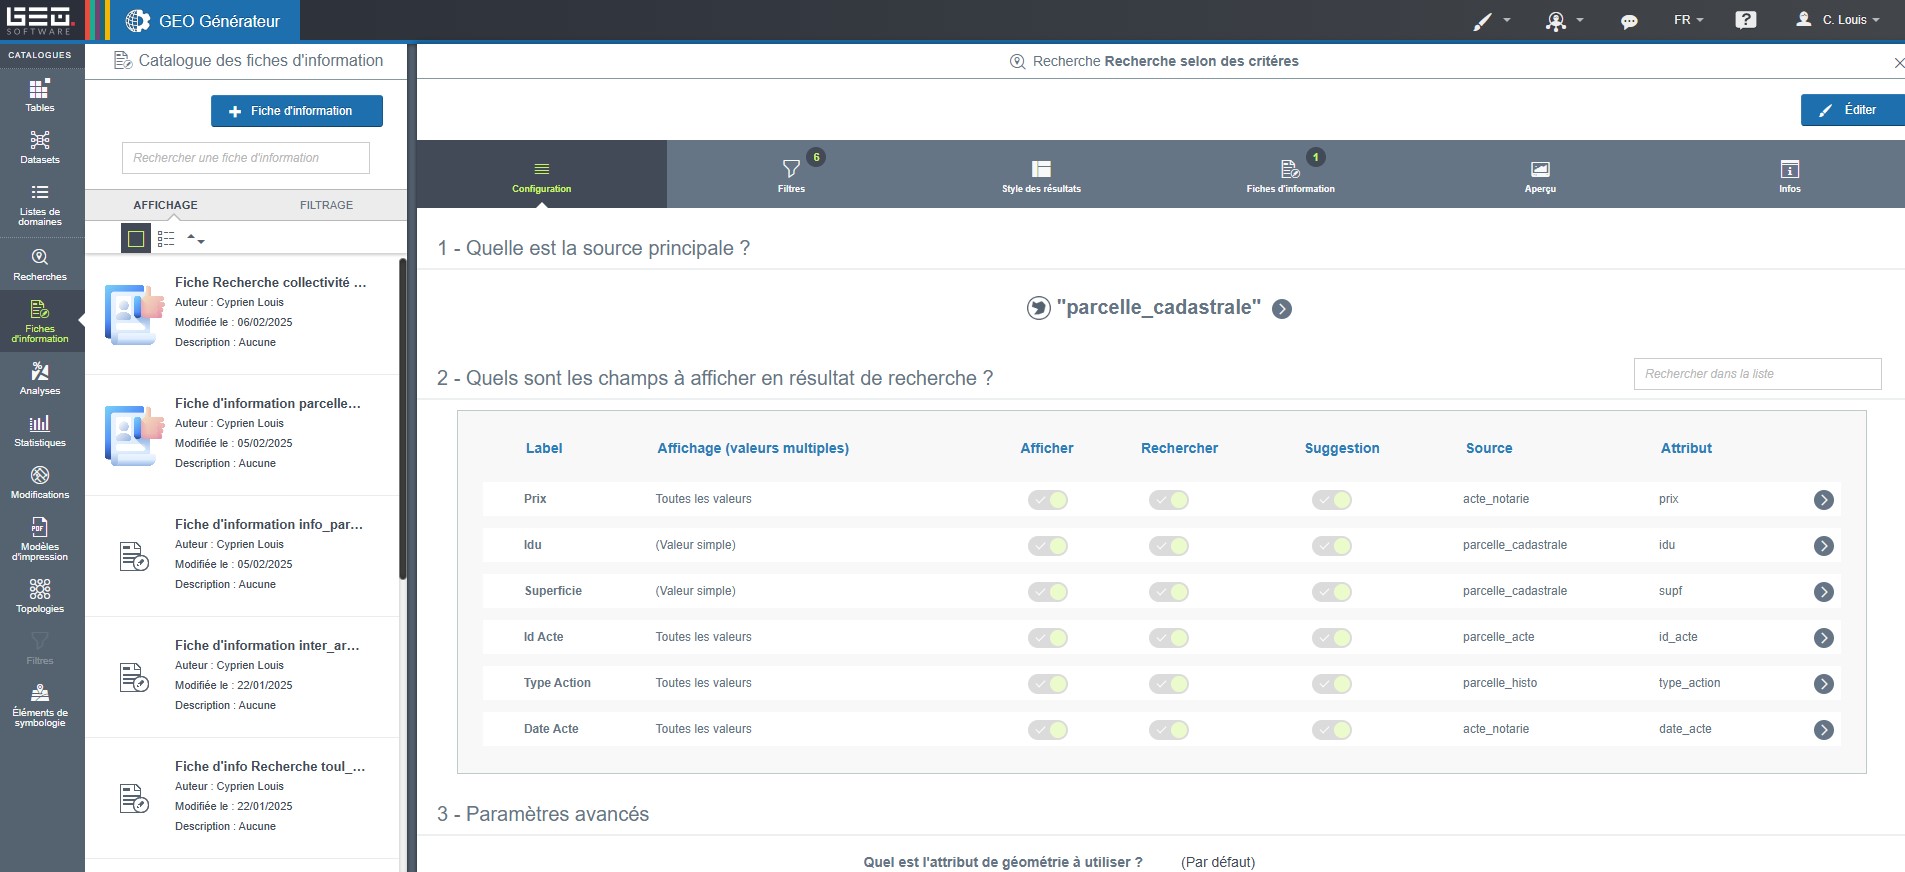 GEO.
SOFTWARE
GEO Générateur
FR
?
C. Louis
CATALOGUES
Tables
Datasets
Listes de
domaines
Recherches
Fiches
d'information
Analyses
Statistiques
Modifications
PDF
Modèles
d'impression
Topologies
Filtres
Éléments de
symbologie
Catalogue des fiches d'information
+ Fiche d'information
Rechercher une fiche d'information
AFFICHAGE
FILTRAGE
Fiche Recherche collectivité ...
Auteur : Cyprien Louis
Modifiée le : 06/02/2025
Description : Aucune
Fiche d'information parcelle...
Auteur : Cyprien Louis
Modifiée le : 05/02/2025
Description : Aucune
Fiche d'information info_par...
Auteur : Cyprien Louis
Modifiée le : 05/02/2025
Description : Aucune
Fiche d'information inter_ar...
Auteur : Cyprien Louis
Modifiée le : 22/01/2025
Description : Aucune
Fiche d'info Recherche toul_...
Auteur : Cyprien Louis
Modifiée le : 22/01/2025
Description : Aucune
Recherche Recherche selon des critéres
Éditer
Configuration
6
Filtres
Style des résultats
1
Fiches d'information
Aperçu
Infos
1 - Quelle est la source principale ?
"parcelle_cadastrale"
2 - Quels sont les champs à afficher en résultat de recherche ?
Rechercher dans la liste
Label Affichage (valeurs multiples) Afficher Rechercher Suggestion Source Attribut
Prix Toutes les valeurs acte_notarie prix
Idu (Valeur simple) parcelle_cadastrale idu
Superficie (Valeur simple) parcelle_cadastrale supf
Id Acte Toutes les valeurs parcelle_acte id_acte
Type Action Toutes les valeurs parcelle_histo type_action
Date Acte Toutes les valeurs acte_notarie date_acte
3 - Paramètres avancés
Quel est l'attribut de géométrie à utiliser ? (Par défaut)